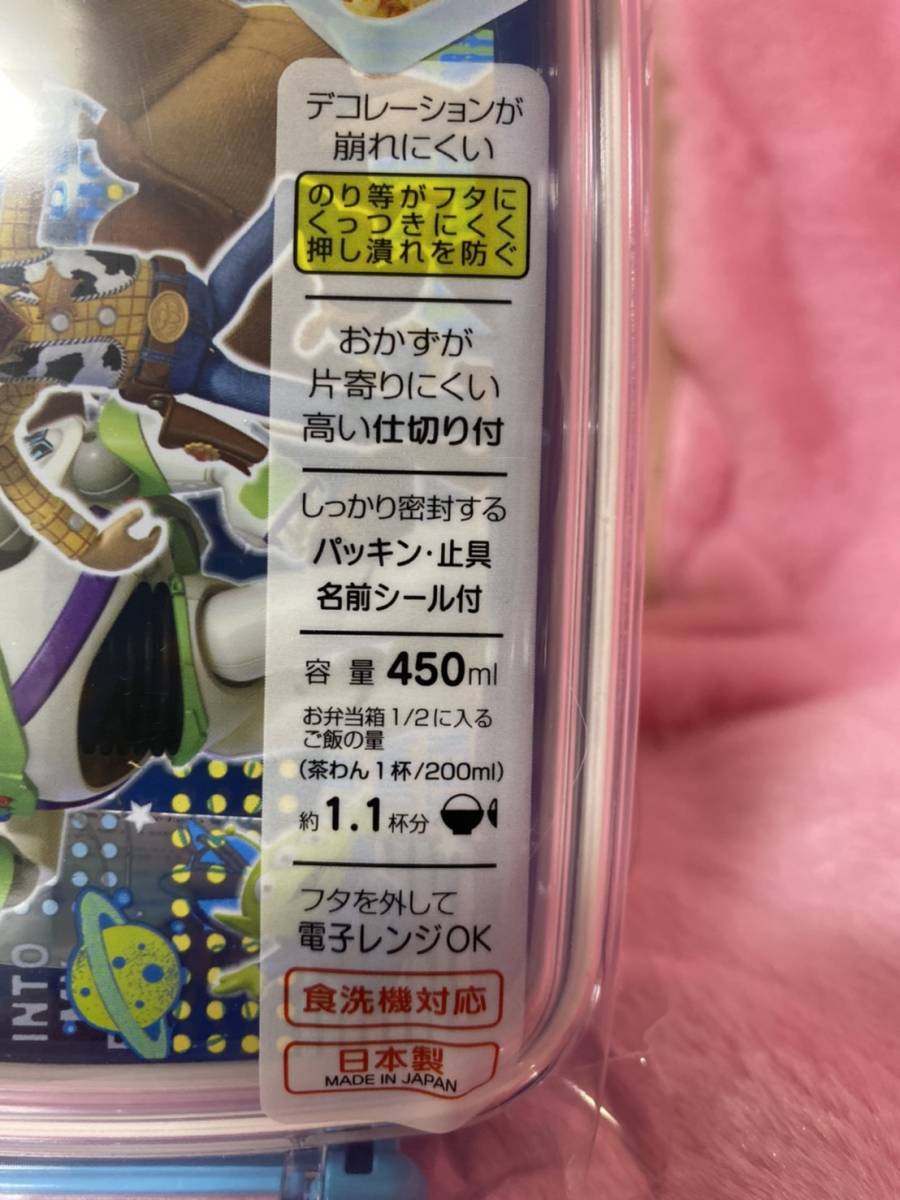 デコレーションが
崩れにくい
のり等がフタに
くっつきにくく
押し潰れを防ぐ
おかずが
片寄りにくい
高い仕切り付
しっかり密封する
パッキン・止具
名前シール付
容量 450ml
お弁当箱1/2に入る
ご飯の量
(茶わん1杯/200ml)
約1.1杯分
フタを外して
電子レンジOK
食洗機対応
日本製
MADE IN JAPAN
INTO